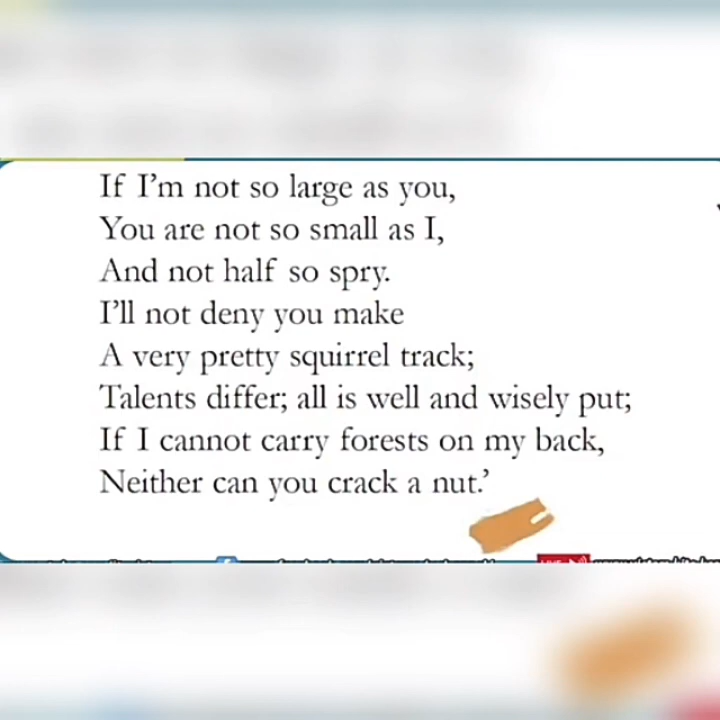 If I'm not so large as you,
You are not so small as I,
And not half so spry.
I'll not deny you make
A very pretty squirrel track;
Talents differ; all is well and wisely put;
If I cannot carry forests on my back,
Neither can you crack a nut.'